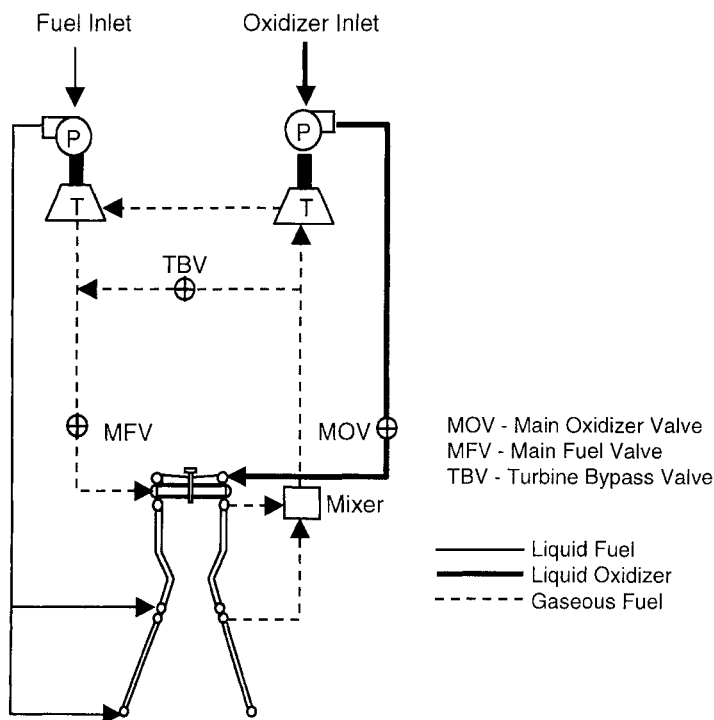 Fuel Inlet
Oxidizer Inlet
P
P
T
T
TBV
MFV
MOV
MOV - Main Oxidizer Valve
MFV - Main Fuel Valve
TBV - Turbine Bypass Valve
Mixer
Liquid Fuel
Liquid Oxidizer
Gaseous Fuel